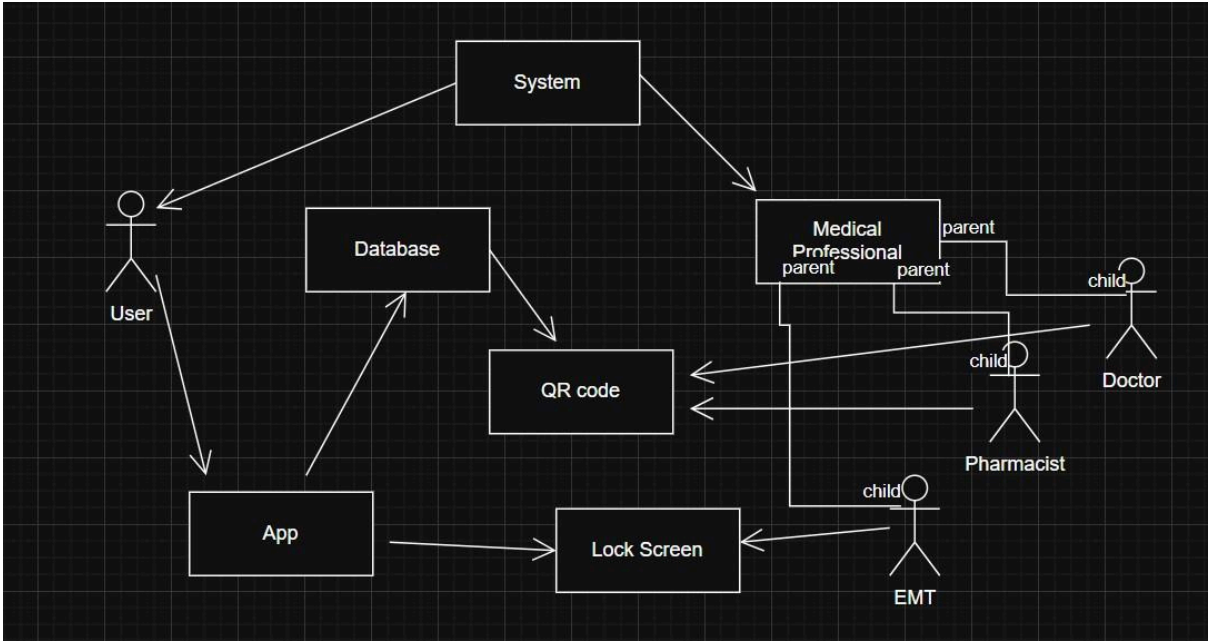 System
User
Database
Medical
Professional
parent
parent
parent
child
Doctor
QR code
child
Pharmacist
App
Lock Screen
child
EMT